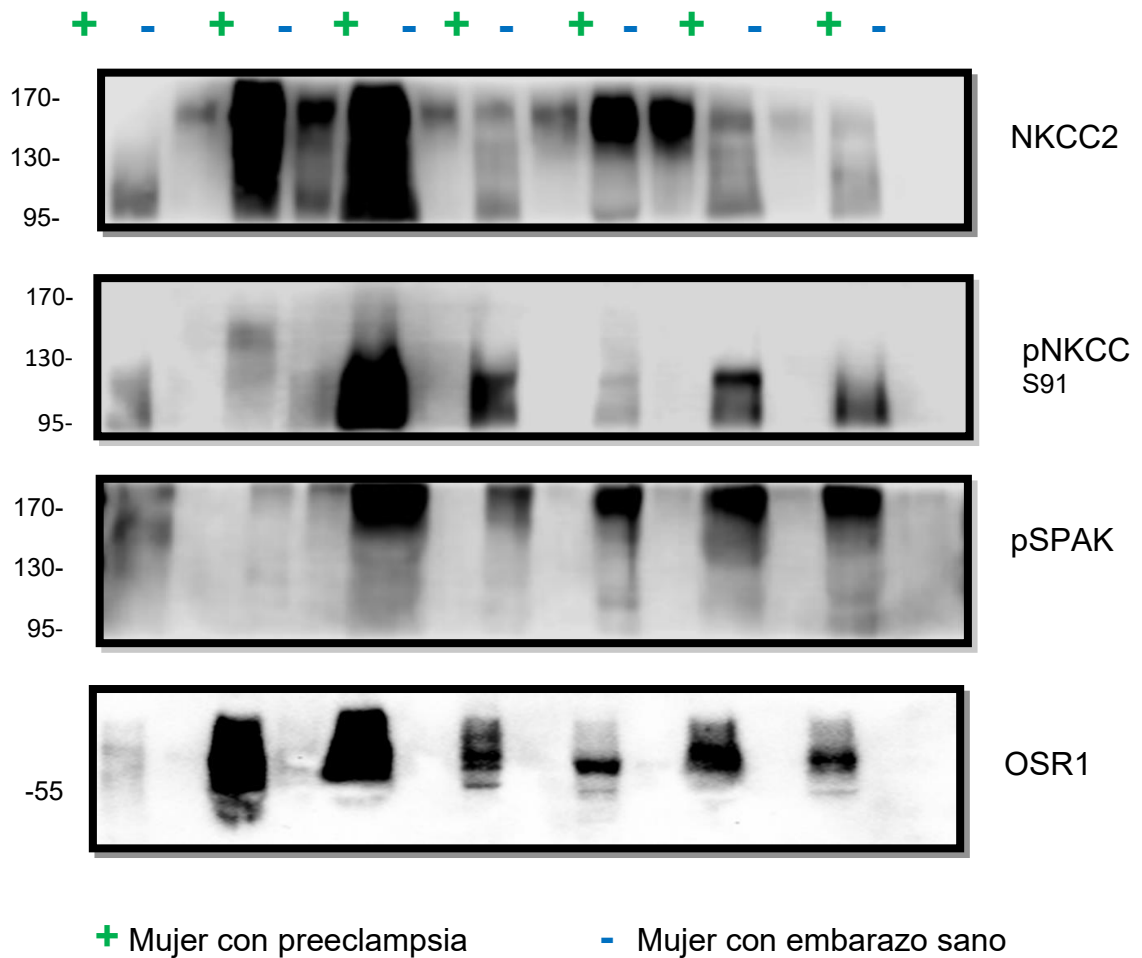 + - + - + - + - + - + - + -
170-
130-
95-
NKCC2
170-
130-
95-
pNKCC
S91
170-
130-
95-
pSPAK
-55
OSR1
+ Mujer con preeclampsia
- Mujer con embarazo sano